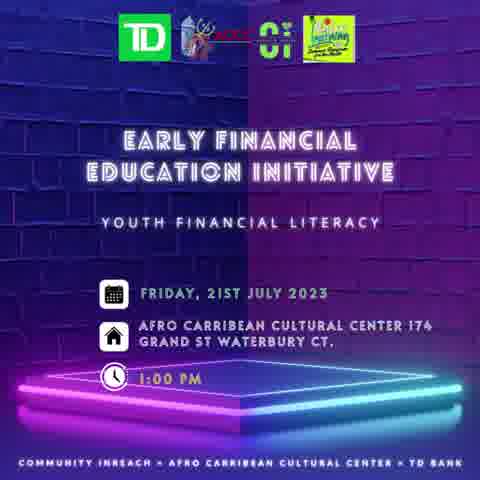 TD
EARLY FINANCIAL
EDUCATION INITIATIVE
YOUTH FINANCIAL LITERACY
FRIDAY, 21ST JULY 2023
AFRO CARRIBEAN CULTURAL CENTER 174
GRAND ST WATERBURY CT.
1:00 PM
COMMUNITY INREACH × AFRO CARRIBEAN CULTURAL CENTER × TD BANK